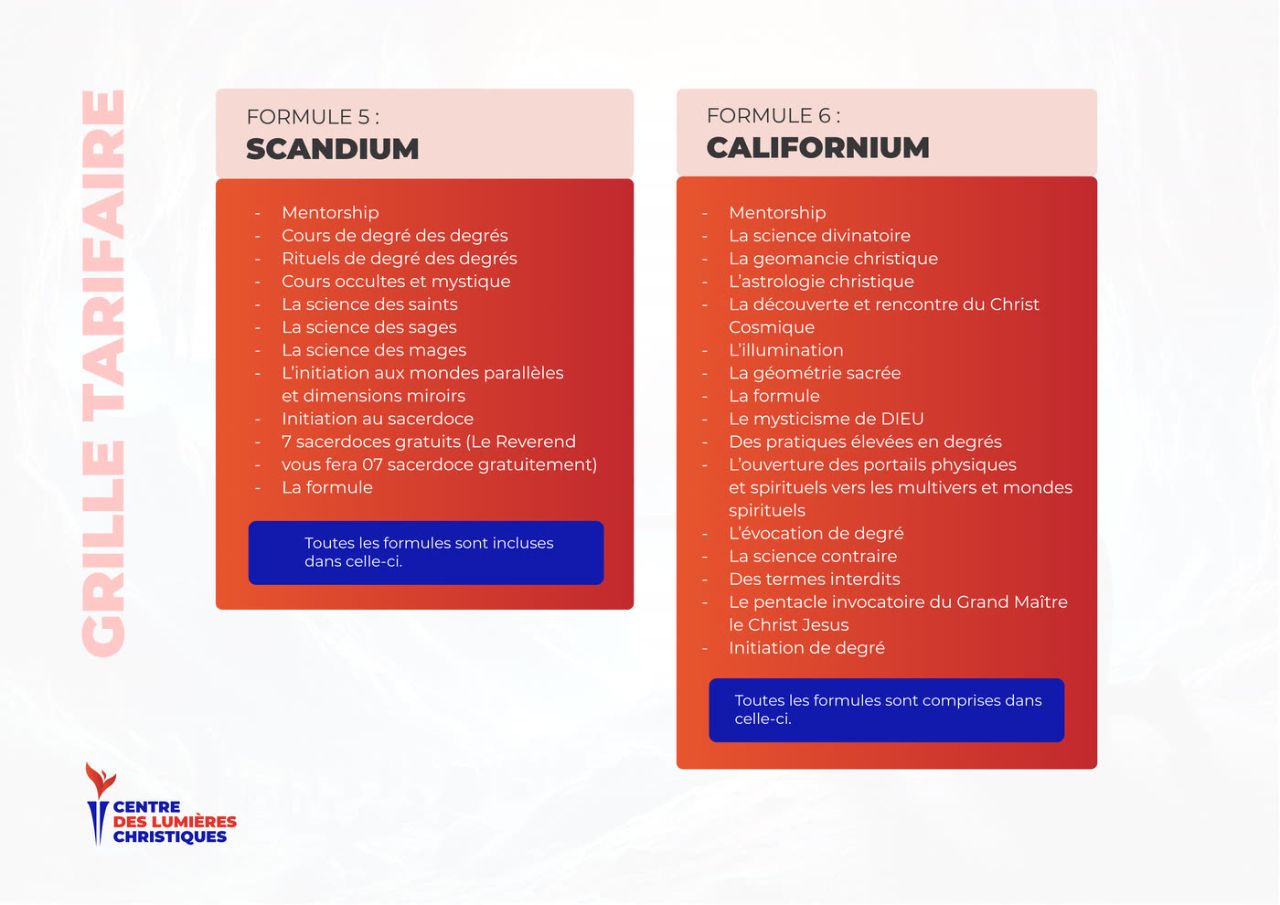 GRILLE TARIFAIRE
FORMULE 5 :
SCANDIUM
- Mentorship
- Cours de degré des degrés
- Rituels de degré des degrés
- Cours occultes et mystique
- La science des saints
- La science des sages
- La science des mages
- L'initiation aux mondes parallèles
et dimensions miroirs
- Initiation au sacerdoce
- 7 sacerdoces gratuits (Le Reverend
- vous fera 07 sacerdoce gratuitement)
- La formule
Toutes les formules sont incluses
dans celle-ci.
FORMULE 6 :
CALIFORNIUM
- Mentorship
- La science divinatoire
- La geomancie christique
- L'astrologie christique
- La découverte et rencontre du Christ
Cosmique
- L'illumination
- La géométrie sacrée
- La formule
- Le mysticisme de DIEU
- Des pratiques élevées en degrés
- L'ouverture des portails physiques
et spirituels vers les multivers et mondes
spirituels
- L'évocation de degré
- La science contraire
- Des termes interdits
- Le pentacle invocatoire du Grand Maître
le Christ Jesus
- Initiation de degré
Toutes les formules sont comprises dans
celle-ci.
CENTRE
DES LUMIÈRES
CHRISTIQUES